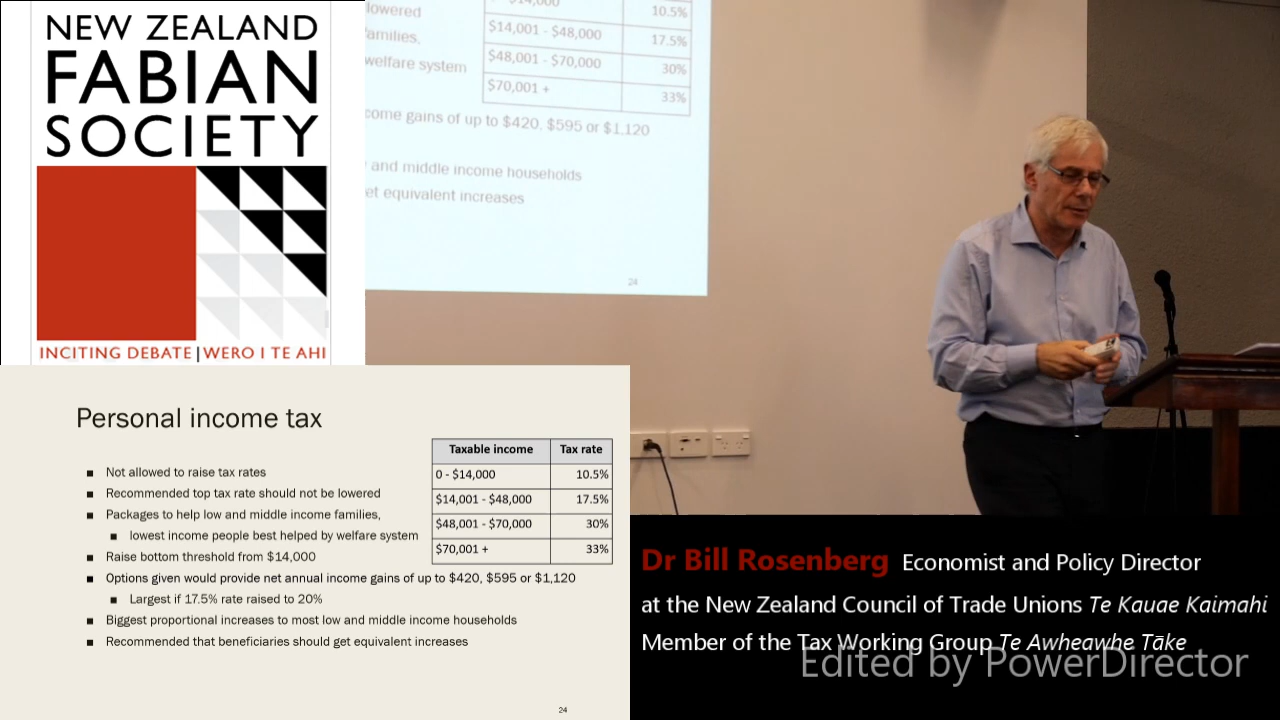 NEW ZEALAND
FABIAN
SOCIETY
INCITING DEBATE | WERO I TE AHI
lowered
families,
welfare system
$14,000 10.5%
$14,001 - $48,000 17.5%
$48,001 - $70,000 30%
$70,001 + 33%
come gains of up to $420, $595 or $1,120
and middle income households
et equivalent increases
24
Personal income tax
Taxable income Tax rate
0 - $14,000 10.5%
$14,001 - $48,000 17.5%
$48,001 - $70,000 30%
$70,001 + 33%
■ Not allowed to raise tax rates
■ Recommended top tax rate should not be lowered
■ Packages to help low and middle income families,
■ lowest income people best helped by welfare system
■ Raise bottom threshold from $14,000
■ Options given would provide net annual income gains of up to $420, $595 or $1,120
■ Largest if 17.5% rate raised to 20%
■ Biggest proportional increases to most low and middle income households
■ Recommended that beneficiaries should get equivalent increases
24
Dr Bill Rosenberg Economist and Policy Director
at the New Zealand Council of Trade Unions Te Kauae Kaimahi
Member of the Tax Working Group Te Awheawhe Tāke
Edited by PowerDirector